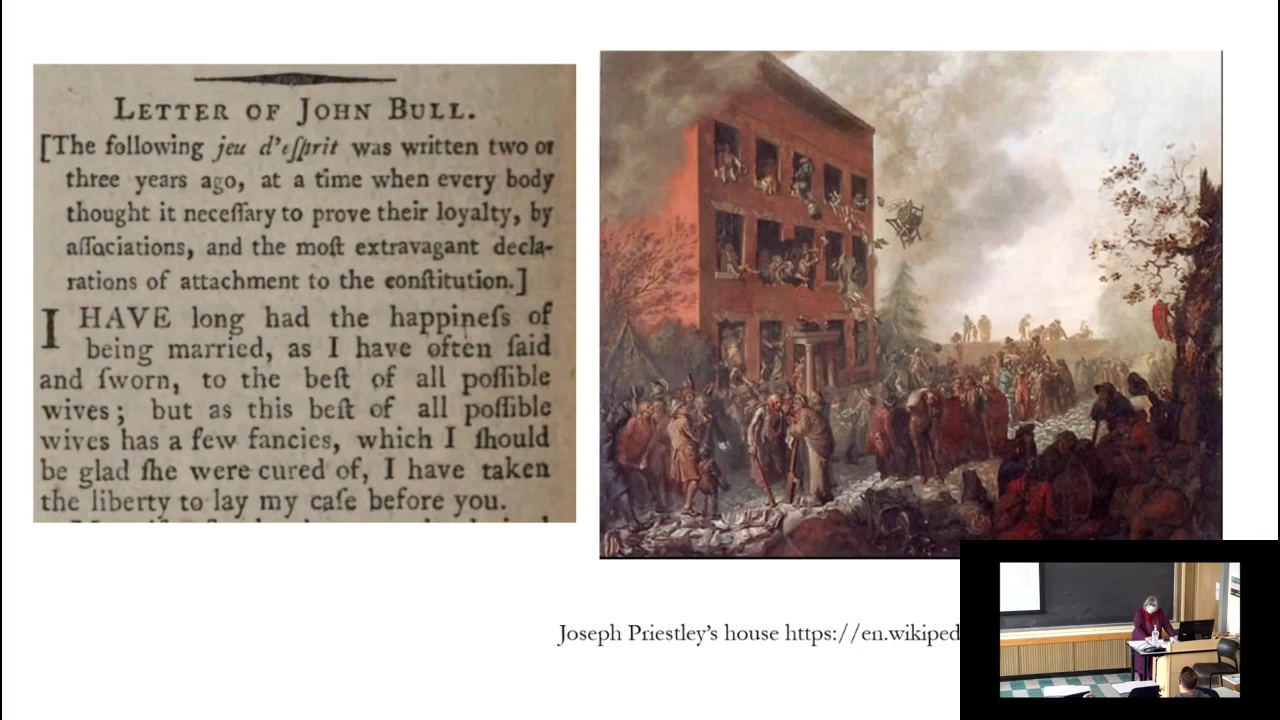 LETTER OF JOHN BULL.
[The following jeu d'eſprit was written two or
three years ago, at a time when every body
thought it neceſſary to prove their loyalty, by
aſſociations, and the moſt extravagant decla-
rations of attachment to the conſtitution.]
I HAVE long had the happineſs of
being married, as I have often ſaid
and ſworn, to the beſt of all poſſible
wives; but as this beſt of all poſſible
wives has a few fancies, which I ſhould
be glad ſhe were cured of, I have taken
the liberty to lay my caſe before you.
Joseph Priestley's house https://en.wikiped